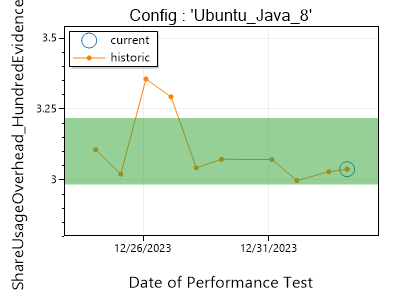 Config : 'Ubuntu_Java_8'
current
historic
ShareUsageOverhead_HundredEvidence
3.5
3.25
3
12/26/2023
12/31/2023
Date of Performance Test